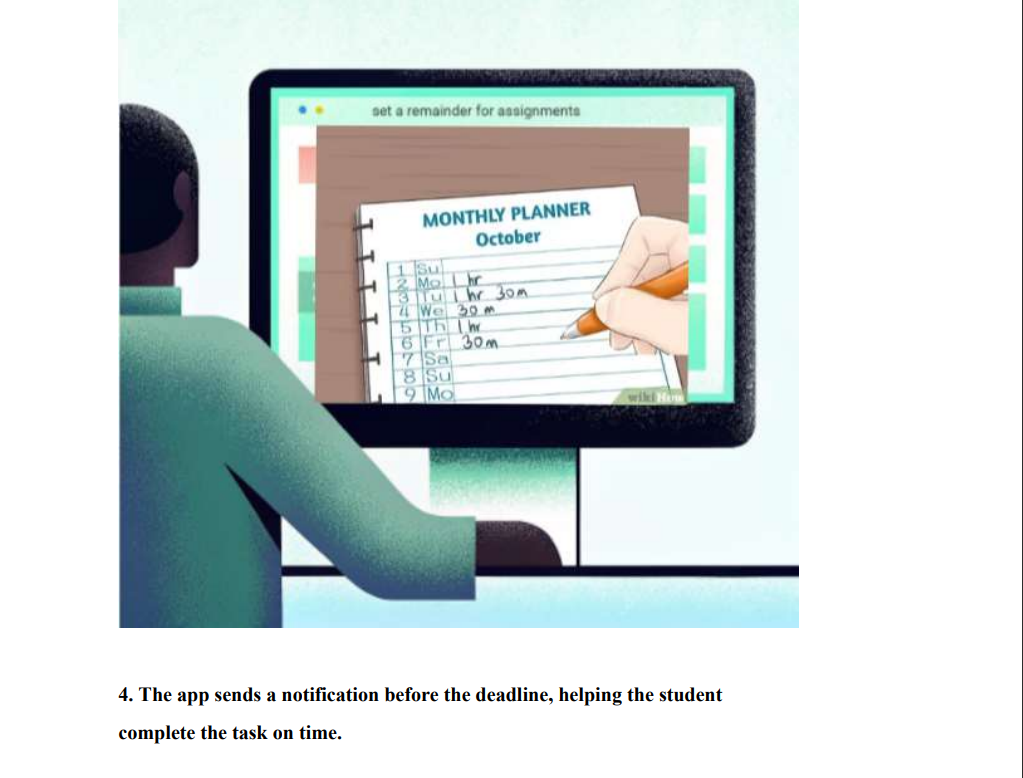 set a remainder for assignments
MONTHLY PLANNER
October
1 Su
2 Mo 1 hr
3 Tu 1 hr 30m
4 We 30 m
5 Th 1 hr
6 Fr 30m
7 Sa
8 Su
9 Mo
wikiHow
4. The app sends a notification before the deadline, helping the student
complete the task on time.